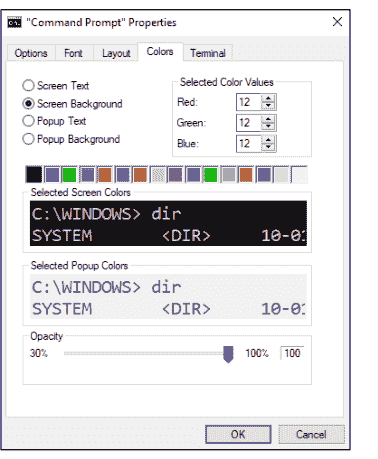 "Command Prompt" Properties
Options Font Layout Colors Terminal
Screen Text
Screen Background
Popup Text
Popup Background
Selected Color Values
Red: 12
Green: 12
Blue: 12
Selected Screen Colors
C:\WINDOWS> dir
SYSTEM <DIR> 10-01
Selected Popup Colors
C:\WINDOWS> dir
SYSTEM <DIR> 10-01
Opacity
30% 100% 100
OK Cancel